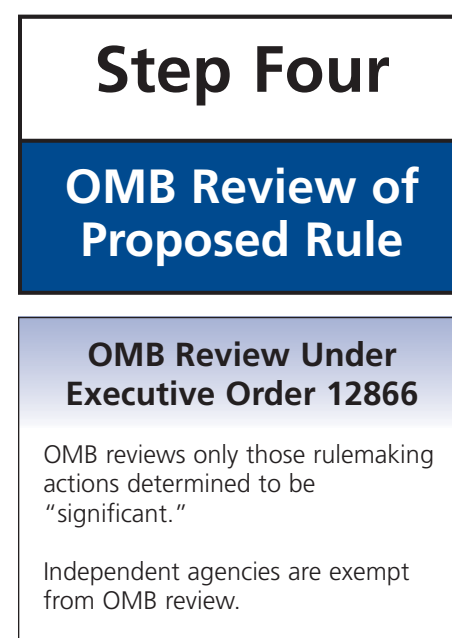 Step Four
OMB Review of
Proposed Rule
OMB Review Under
Executive Order 12866
OMB reviews only those rulemaking
actions determined to be
“significant.”
Independent agencies are exempt
from OMB review.